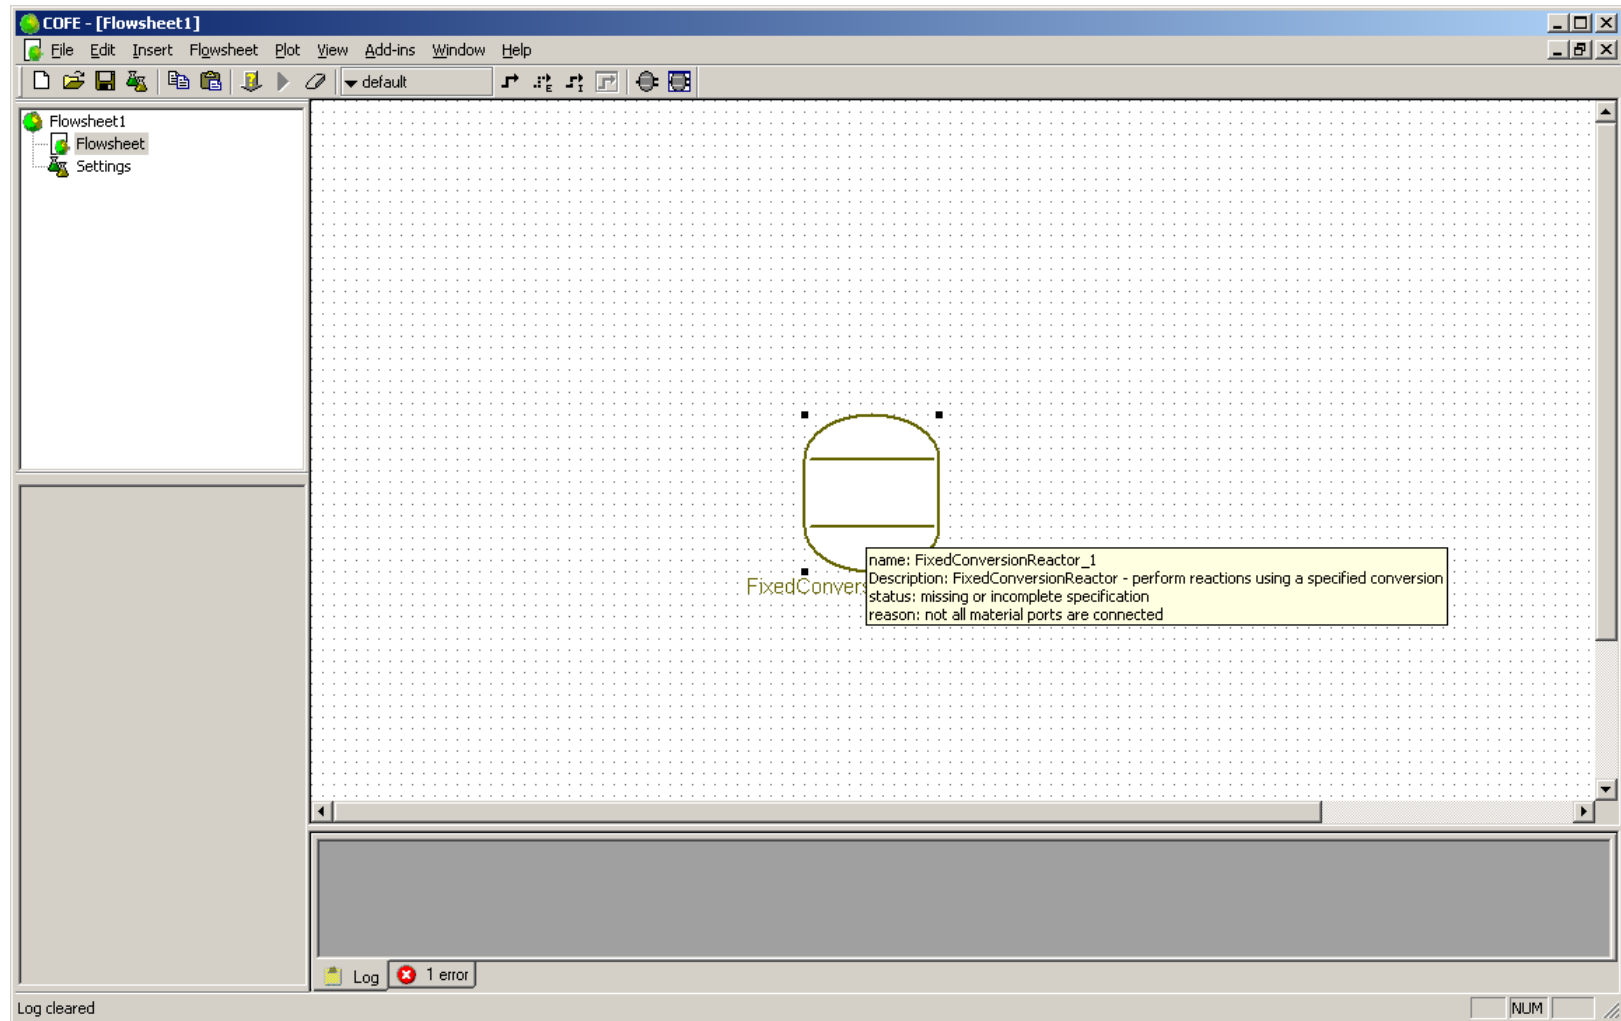 COFE - [Flowsheet1]
File Edit Insert Flowsheet Plot View Add-ins Window Help
default
E
I
Flowsheet1
Flowsheet
Settings
name: FixedConversionReactor_1
Description: FixedConversionReactor - perform reactions using a specified conversion
FixedConvers
status: missing or incomplete specification
reason: not all material ports are connected
Log
1 error
Log cleared
NUM